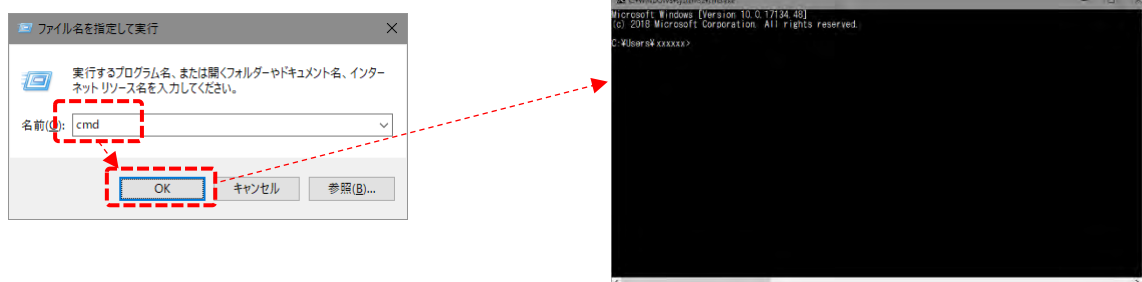 ファイル名を指定して実行
実行するプログラム名、または開くフォルダーやドキュメント名、インター
ネット リソース名を入力してください。
名前(O): cmd
OK キャンセル 参照(B)...
Microsoft Windows [Version 10.0.17134.48]
(c) 2018 Microsoft Corporation. All rights reserved.
C:¥Users¥xxxxxx>